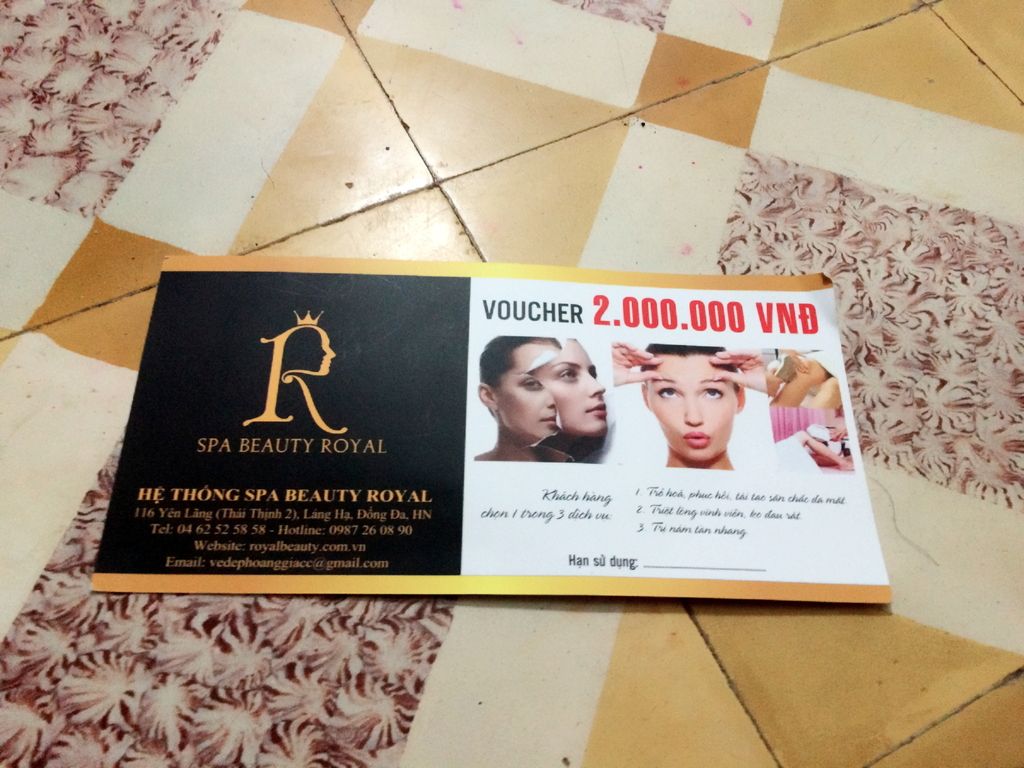 R
SPA BEAUTY ROYAL
HỆ THỐNG SPA BEAUTY ROYAL
116 Yên Lãng (Thái Thịnh 2), Láng Hạ, Đống Đa, HN
Tel: 04 62 52 58 58 - Hotline: 0987 26 08 90
Website: royalbeauty.com.vn
Email: vedephoanggiacc@gmail.com
VOUCHER 2.000.000 VNĐ
Khách hàng
chọn 1 trong 3 dịch vụ:
1. Trẻ hoá, phục hồi, tái tạo săn chắc da mặt.
2. Triệt lông vĩnh viễn, ko đau rát.
3. Trị nám tàn nhang
Hạn sử dụng: